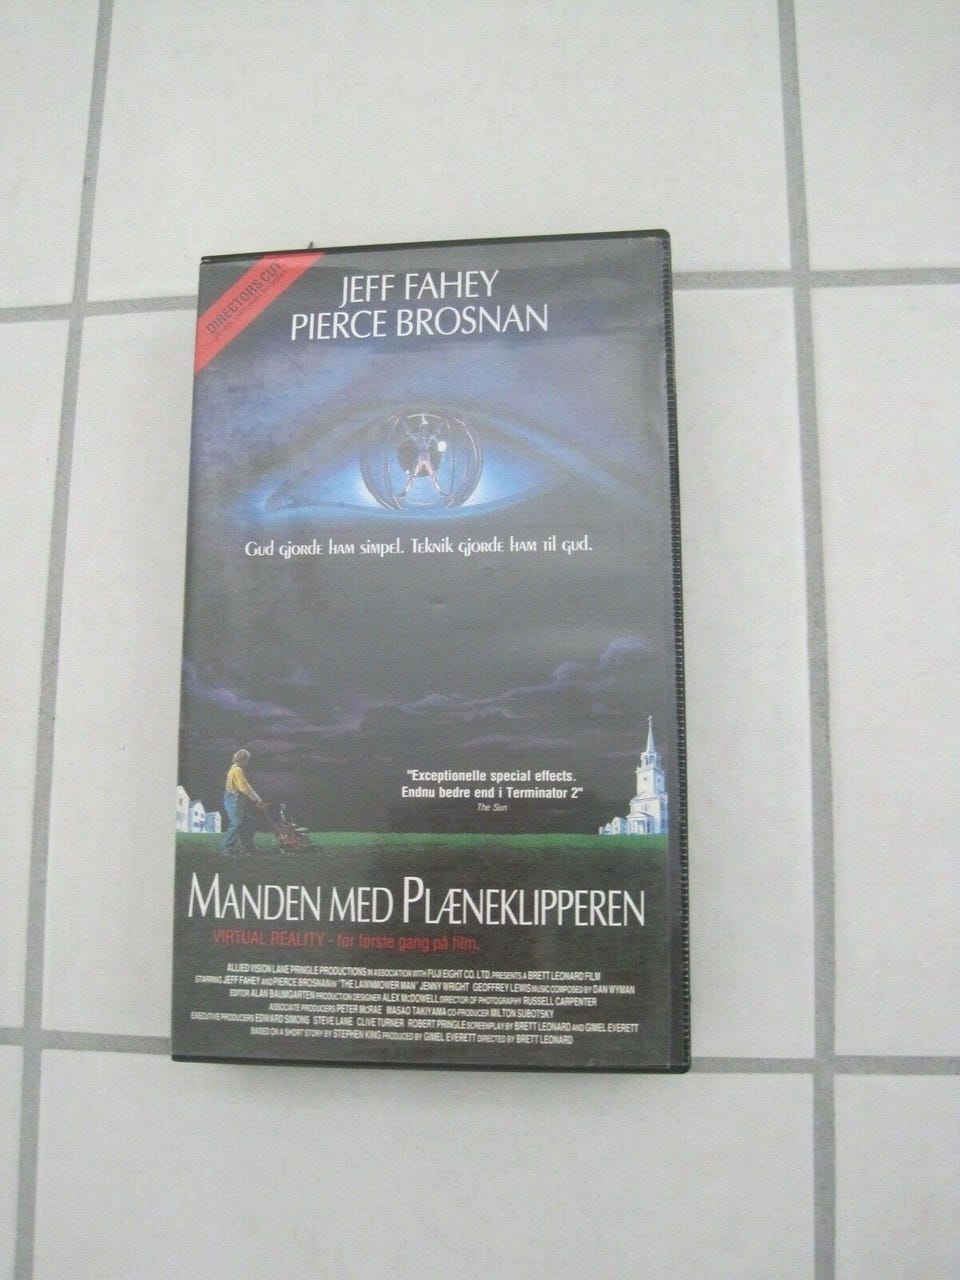 DIRECTORS CUT
JEFF FAHEY
PIERCE BROSNAN
Gud gjorde ham simpel. Teknik gjorde ham til gud.
"Exceptionelle special effects.
Endnu bedre end i Terminator 2"
The Sun
MANDEN MED PLÆNEKLIPPEREN
VIRTUAL REALITY - for første gang på film.
ALLIED VISION LANE PRINGLE PRODUCTIONS IN ASSOCIATION WITH FUJI EIGHT CO. LTD. PRESENTS A BRETT LEONARD FILM
STARRING JEFF FAHEY AND PIERCE BROSNAN IN "THE LAWNMOWER MAN" JENNY WRIGHT GEOFFREY LEWIS MUSIC COMPOSED BY DAN WYMAN
EDITOR ALAN BAUMGARTEN PRODUCTION DESIGNER ALEX McDOWELL DIRECTOR OF PHOTOGRAPHY RUSSELL CARPENTER
ASSOCIATE PRODUCERS PETER McRAE MASAO TAKIYAMA CO-PRODUCER MILTON SUBOTSKY
EXECUTIVE PRODUCERS EDWARD SIMONS STEVE LANE CLIVE TURNER ROBERT PRINGLE SCREENPLAY BY BRETT LEONARD AND GIMEL EVERETT
BASED ON A SHORT STORY BY STEPHEN KING PRODUCED BY GIMEL EVERETT DIRECTED BY BRETT LEONARD